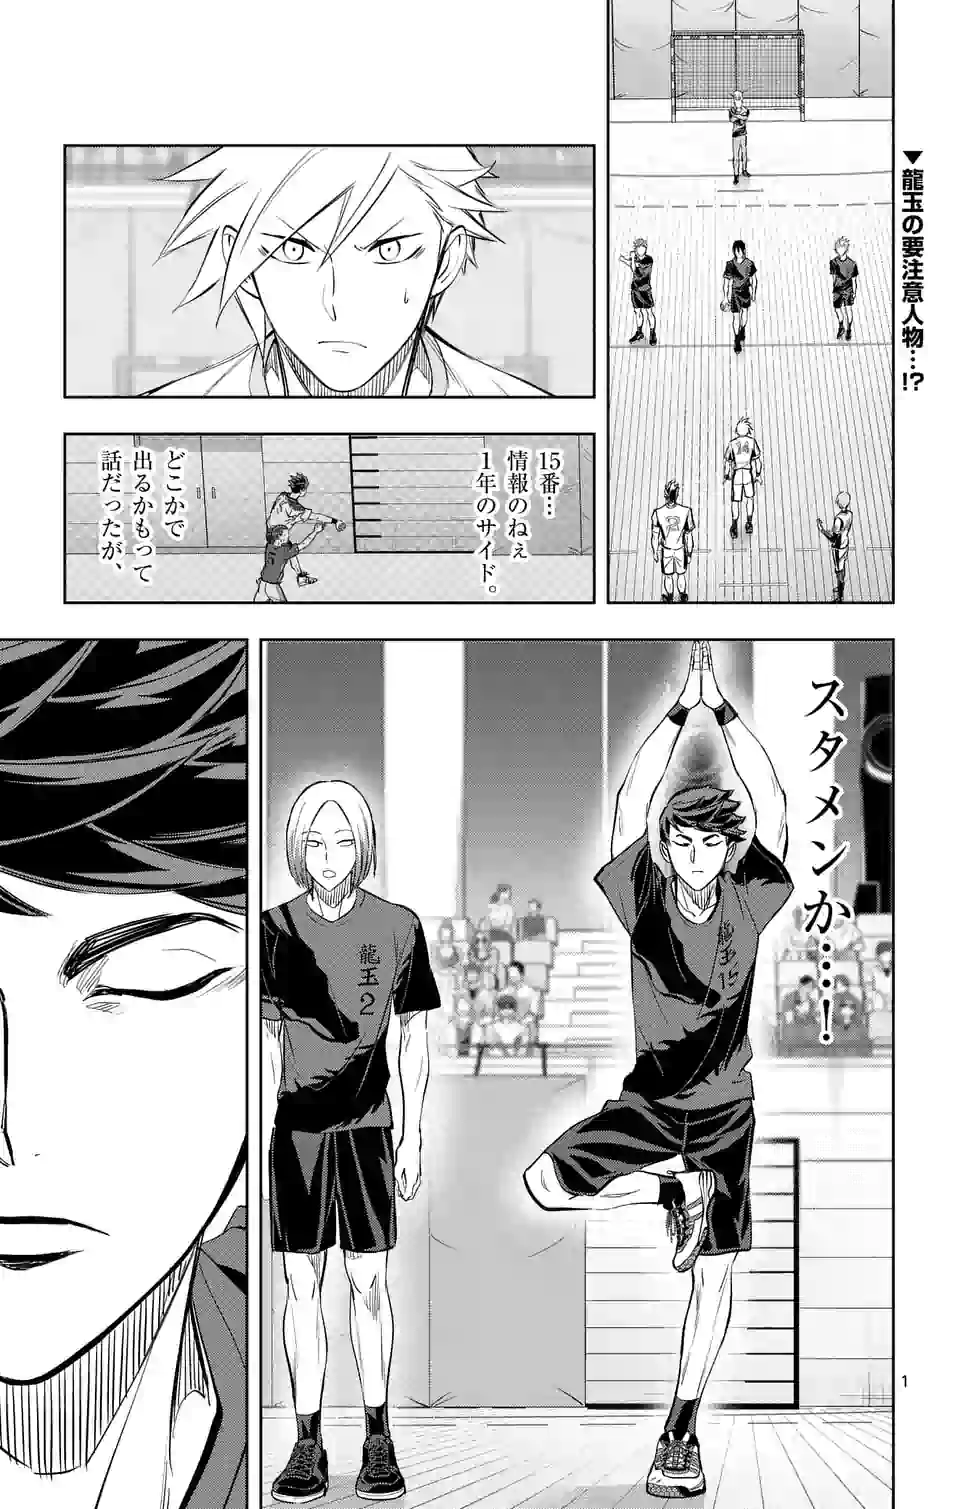 ▼龍玉の要注意人物…!?
15番…
情報のねぇ
1年のサイド。
どこかで
出るかもって
話だったが、
スタメンか……!
龍玉
15
龍玉
2
14
2
1